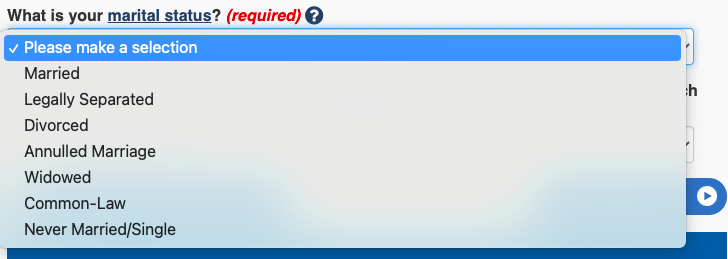 What is your marital status? (required) ?
✓ Please make a selection
Married
Legally Separated
ch
Divorced
Annulled Marriage
Widowed
Common-Law
Never Married/Single